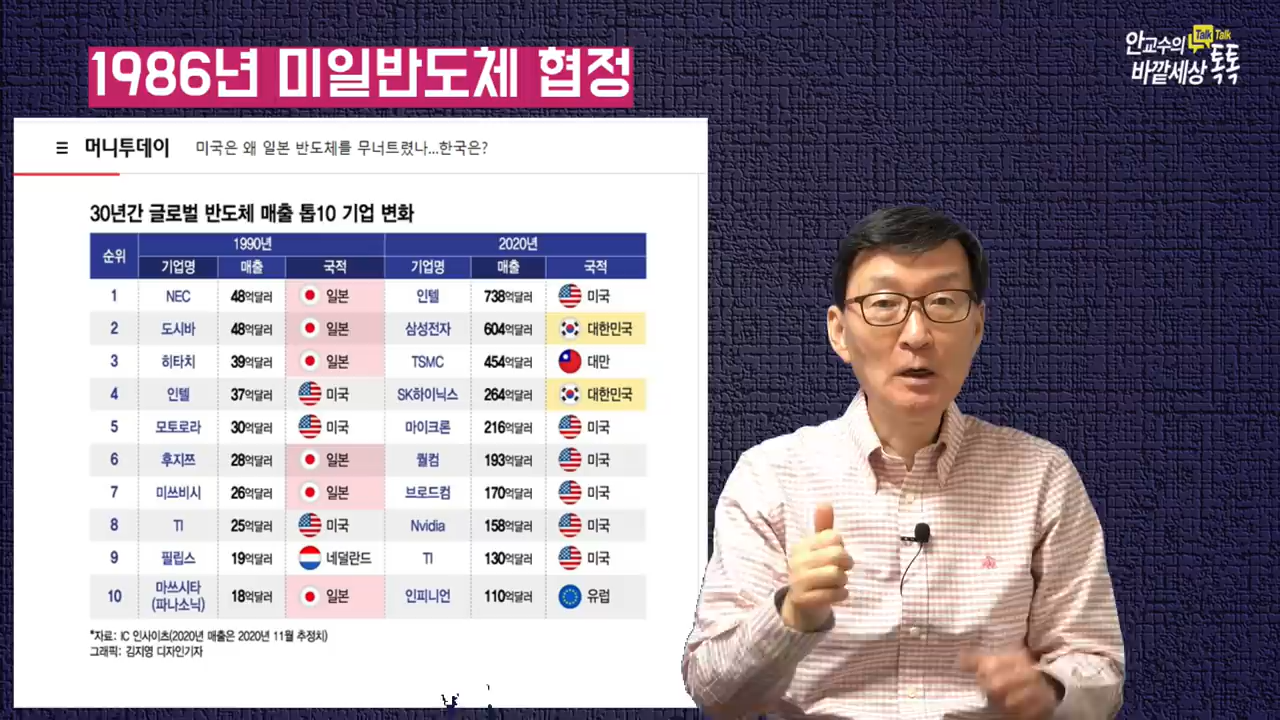 1986년 미일반도체 협정
안교수의 Talk Talk
바깥세상 톡톡
머니투데이 미국은 왜 일본 반도체를 무너트렸나...한국은?
30년간 글로벌 반도체 매출 톱10 기업 변화
순위 1990년 2020년
기업명 매출 국적 기업명 매출 국적
1 NEC 48억달러 일본 인텔 738억달러 미국
2 도시바 48억달러 일본 삼성전자 604억달러 대한민국
3 히타치 39억달러 일본 TSMC 454억달러 대만
4 인텔 37억달러 미국 SK하이닉스 264억달러 대한민국
5 모토로라 30억달러 미국 마이크론 216억달러 미국
6 후지쯔 28억달러 일본 퀄컴 193억달러 미국
7 미쓰비시 26억달러 일본 브로드컴 170억달러 미국
8 TI 25억달러 미국 Nvidia 158억달러 미국
9 필립스 19억달러 네덜란드 TI 130억달러 미국
10 마쓰시타 (파나소닉) 18억달러 일본 인피니언 110억달러 유럽
*자료: IC 인사이츠(2020년 매출은 2020년 11월 추정치)
그래픽: 김지영 디자인기자